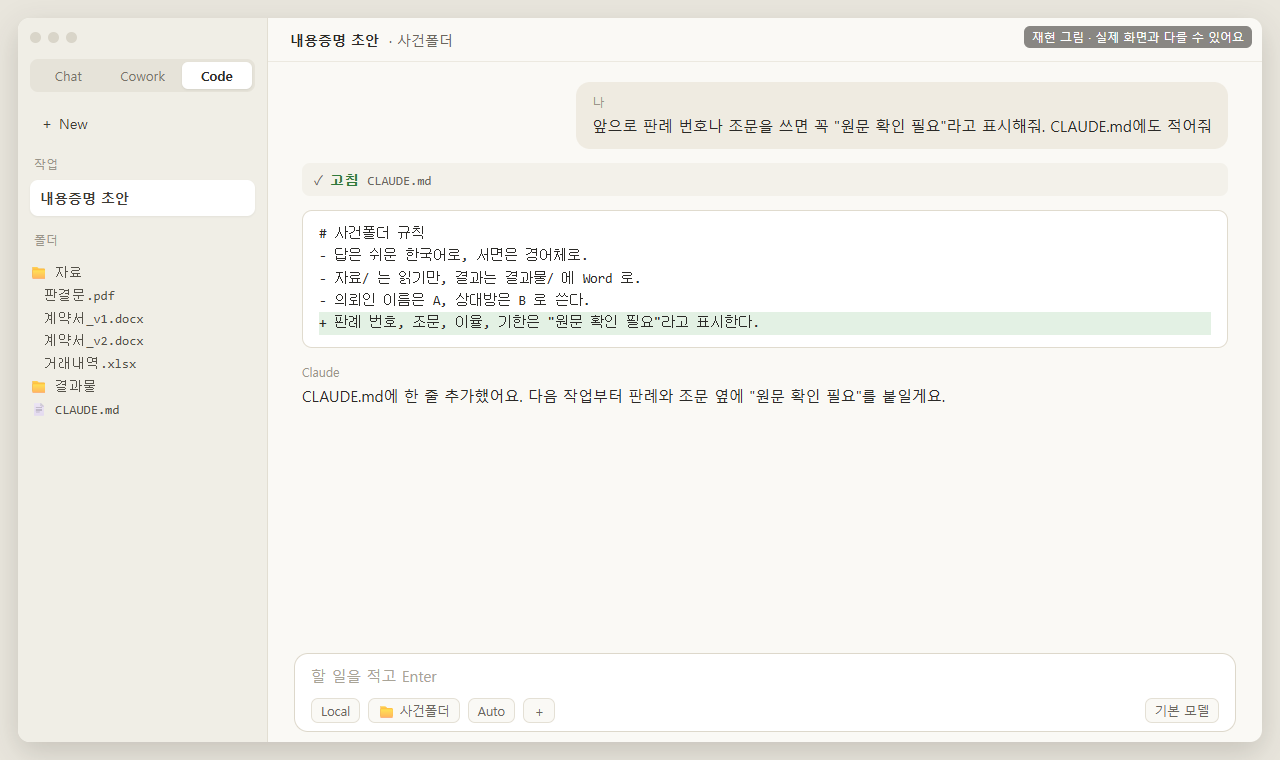 Chat Cowork Code
+ New
작업
내용증명 초안
폴더
자료
판결문.pdf
계약서_v1.docx
계약서_v2.docx
거래내역.xlsx
결과물
CLAUDE.md
내용증명 초안 · 사건폴더
재현 그림 · 실제 화면과 다를 수 있어요
나
앞으로 판례 번호나 조문을 쓰면 꼭 "원문 확인 필요"라고 표시해줘. CLAUDE.md에도 적어줘
✓ 고침 CLAUDE.md
# 사건폴더 규칙
- 답은 쉬운 한국어로, 서면은 경어체로.
- 자료/ 는 읽기만, 결과는 결과물/ 에 Word 로.
- 의뢰인 이름은 A, 상대방은 B 로 쓴다.
+ 판례 번호, 조문, 이율, 기한은 "원문 확인 필요"라고 표시한다.
Claude
CLAUDE.md에 한 줄 추가했어요. 다음 작업부터 판례와 조문 옆에 "원문 확인 필요"를 붙일게요.
할 일을 적고 Enter
Local 사건폴더 Auto + 기본 모델